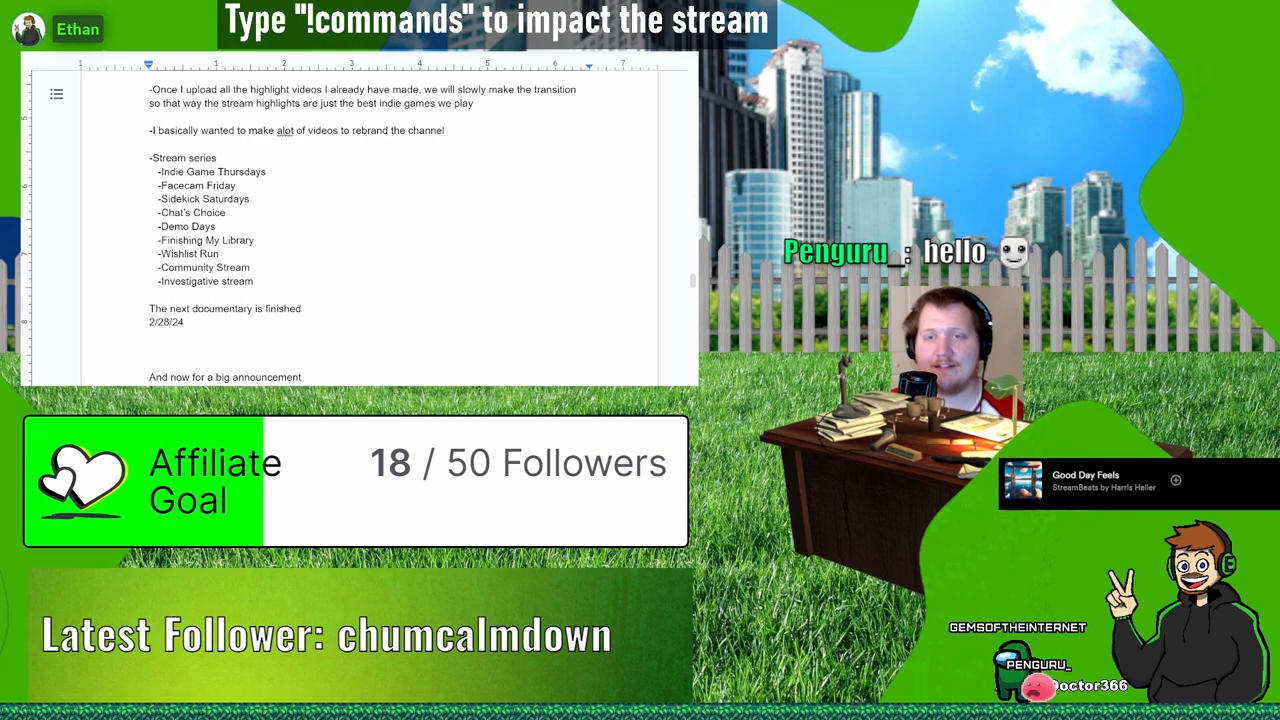 Type "!commands" to impact the stream
Ethan
1 1 2 3 4 5 6 7
-Once I upload all the highlight videos I already have made, we will slowly make the transition
so that way the stream highlights are just the best indie games we play
-I basically wanted to make alot of videos to rebrand the channel
-Stream series
-Indie Game Thursdays
-Facecam Friday
-Sidekick Saturdays
-Chat's Choice
-Demo Days
-Finishing My Library
-Wishlist Run
-Community Stream
-Investigative stream
The next documentary is finished
2/28/24
And now for a big announcement
Penguru_: hello
Affiliate
Goal
18 / 50 Followers
Good Day Feels
StreamBeats by Harris Heller
Latest Follower: chumcalmdown
GEMSOFTHEINTERNET
PENGURU_
Doctor366